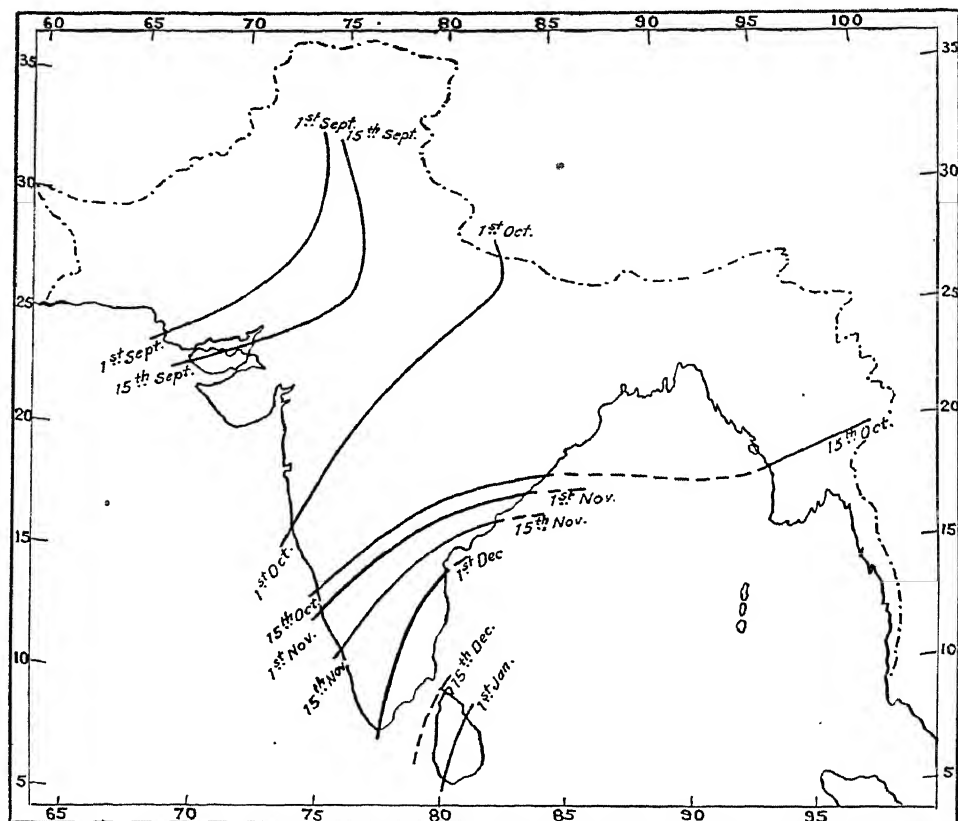 60 65 70 75 80 85 90 95 100
35 35
1st Sept.
15th Sept.
30 30
1st Oct.
25 25
1st Sept.
15th Sept.
20 20
15th Oct.
1st Nov.
15th Nov.
15 15
1st Oct.
1st Dec
15th Oct.
1st Nov.
15th Nov.
10 10
15th Dec.
1st Jan.
5 5
65 70 75 80 85 90 95